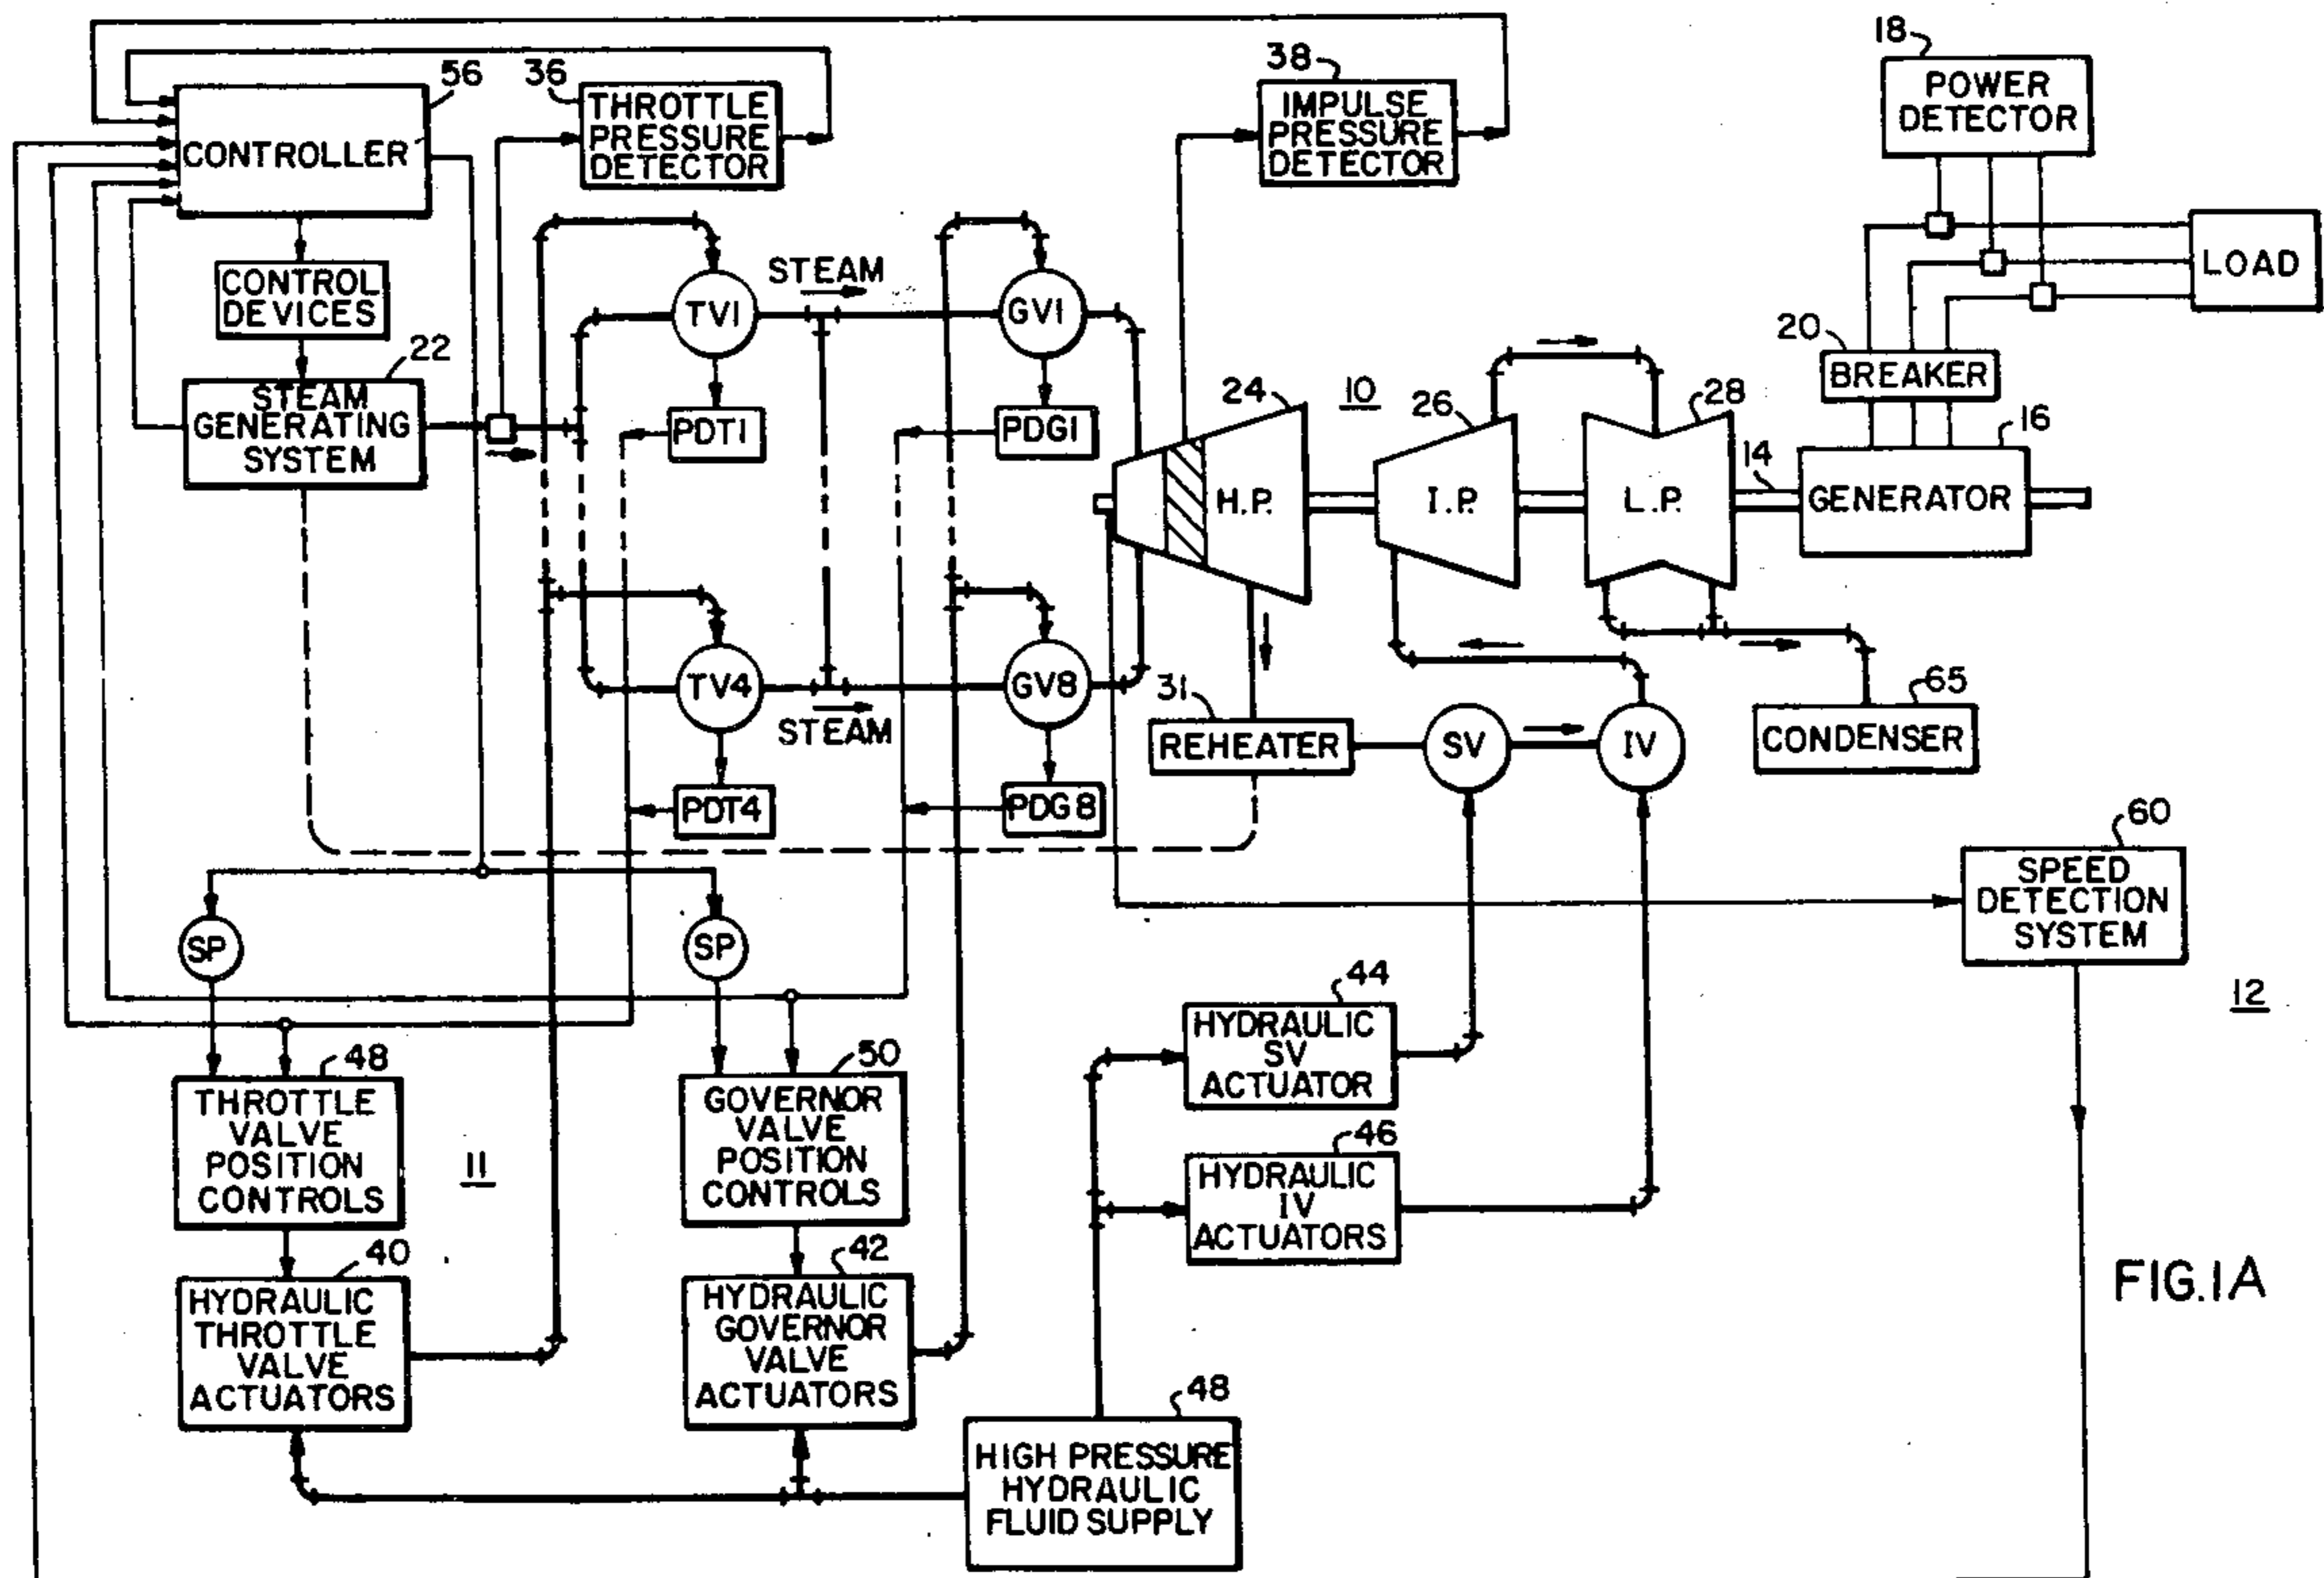 18
56
36
38
THROTTLE
PRESSURE
DETECTOR
IMPULSE
PRESSURE
DETECTOR
POWER
DETECTOR
CONTROLLER
CONTROL
DEVICES
STEAM
TV1
GV1
LOAD
20
BREAKER
22
STEAM
GENERATING
SYSTEM
PDT1
PDG1
24
10
26
28
16
14
H.P.
I.P.
L.P.
GENERATOR
TV4
STEAM
GV8
31
REHEATER
SV
IV
65
CONDENSER
PDT4
PDG8
60
SPEED
DETECTION
SYSTEM
SP
SP
12
44
HYDRAULIC
SV
ACTUATOR
48
THROTTLE
VALVE
POSITION
CONTROLS
11
50
GOVERNOR
VALVE
POSITION
CONTROLS
46
HYDRAULIC
IV
ACTUATORS
40
HYDRAULIC
THROTTLE
VALVE
ACTUATORS
42
HYDRAULIC
GOVERNOR
VALVE
ACTUATORS
FIG.1A
48
HIGH PRESSURE
HYDRAULIC
FLUID SUPPLY